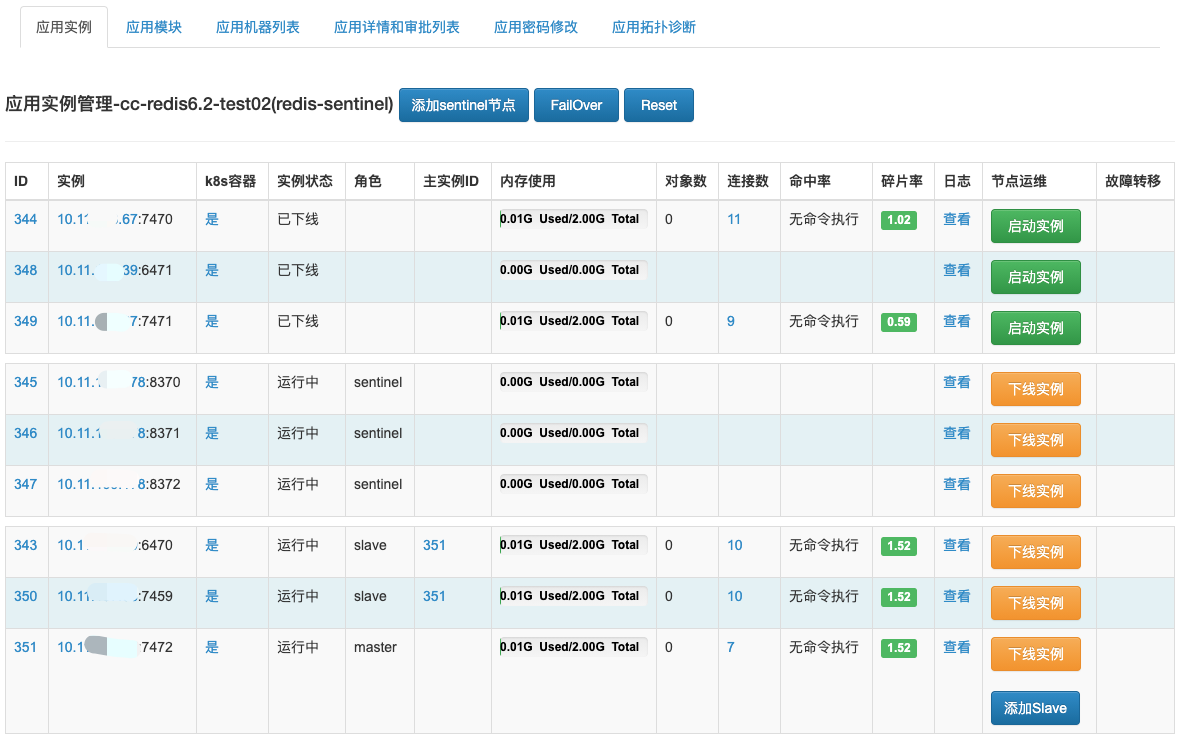 应用实例 应用模块 应用机器列表 应用详情和审批列表 应用密码修改 应用拓扑诊断
应用实例管理-cc-redis6.2-test02(redis-sentinel) 添加sentinel节点 FailOver Reset
ID 实例 k8s容器 实例状态 角色 主实例ID 内存使用 对象数 连接数 命中率 碎片率 日志 节点运维 故障转移
344 10.1 .67:7470 是 已下线 0.01G Used/2.00G Total 0 11 无命令执行 1.02 查看 启动实例
348 10.11. 39:6471 是 已下线 0.00G Used/0.00G Total 查看 启动实例
349 10.11. 7:7471 是 已下线 0.01G Used/2.00G Total 0 9 无命令执行 0.59 查看 启动实例
345 10.11. 78:8370 是 运行中 sentinel 0.00G Used/0.00G Total 查看 下线实例
346 10.11. 8:8371 是 运行中 sentinel 0.00G Used/0.00G Total 查看 下线实例
347 10.11. 8:8372 是 运行中 sentinel 0.00G Used/0.00G Total 查看 下线实例
343 10.1 :6470 是 运行中 slave 351 0.01G Used/2.00G Total 0 10 无命令执行 1.52 查看 下线实例
350 10.11 :7459 是 运行中 slave 351 0.01G Used/2.00G Total 0 10 无命令执行 1.52 查看 下线实例
351 10.1 :7472 是 运行中 master 0.01G Used/2.00G Total 0 7 无命令执行 1.52 查看 下线实例
添加Slave